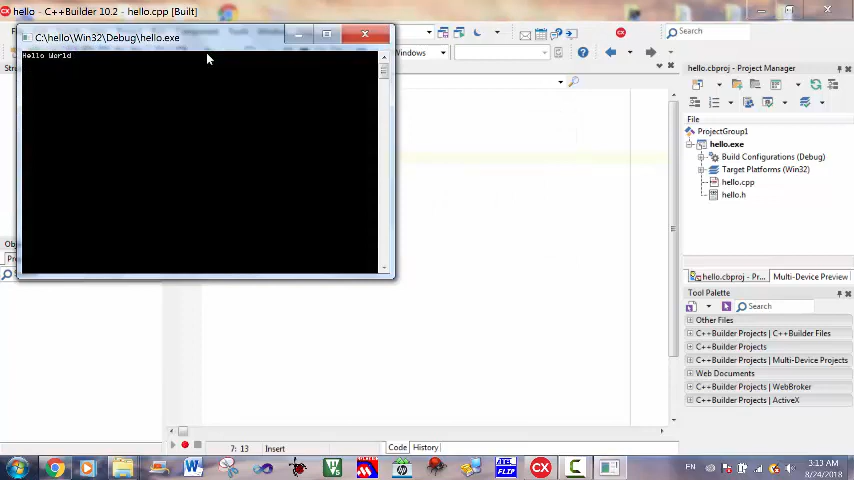 hello - C++Builder 10.2 - hello.cpp [Built]
C:\hello\Win32\Debug\hello.exe
Hello World
Windows
Search
hello.cbproj - Project Manager
File
ProjectGroup1
hello.exe
Build Configurations (Debug)
Target Platforms (Win32)
hello.cpp
hello.h
hello.cbproj - Pr...
Multi-Device Preview
Tool Palette
Search
Other Files
C++Builder Projects | C++Builder Files
C++Builder Projects
C++Builder Projects | Multi-Device Projects
Web Documents
C++Builder Projects | WebBroker
C++Builder Projects | ActiveX
7: 13
Insert
Code
History
EN
3:13 AM
8/24/2018